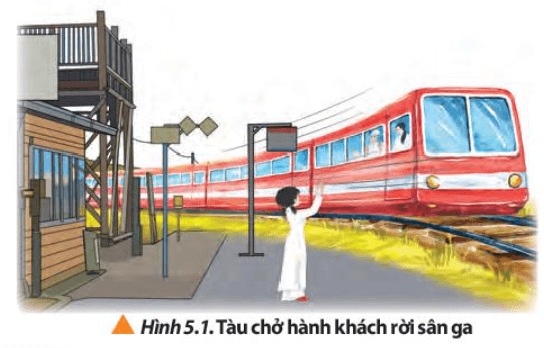 Hình 5.1. Tàu chở hành khách rời sân ga